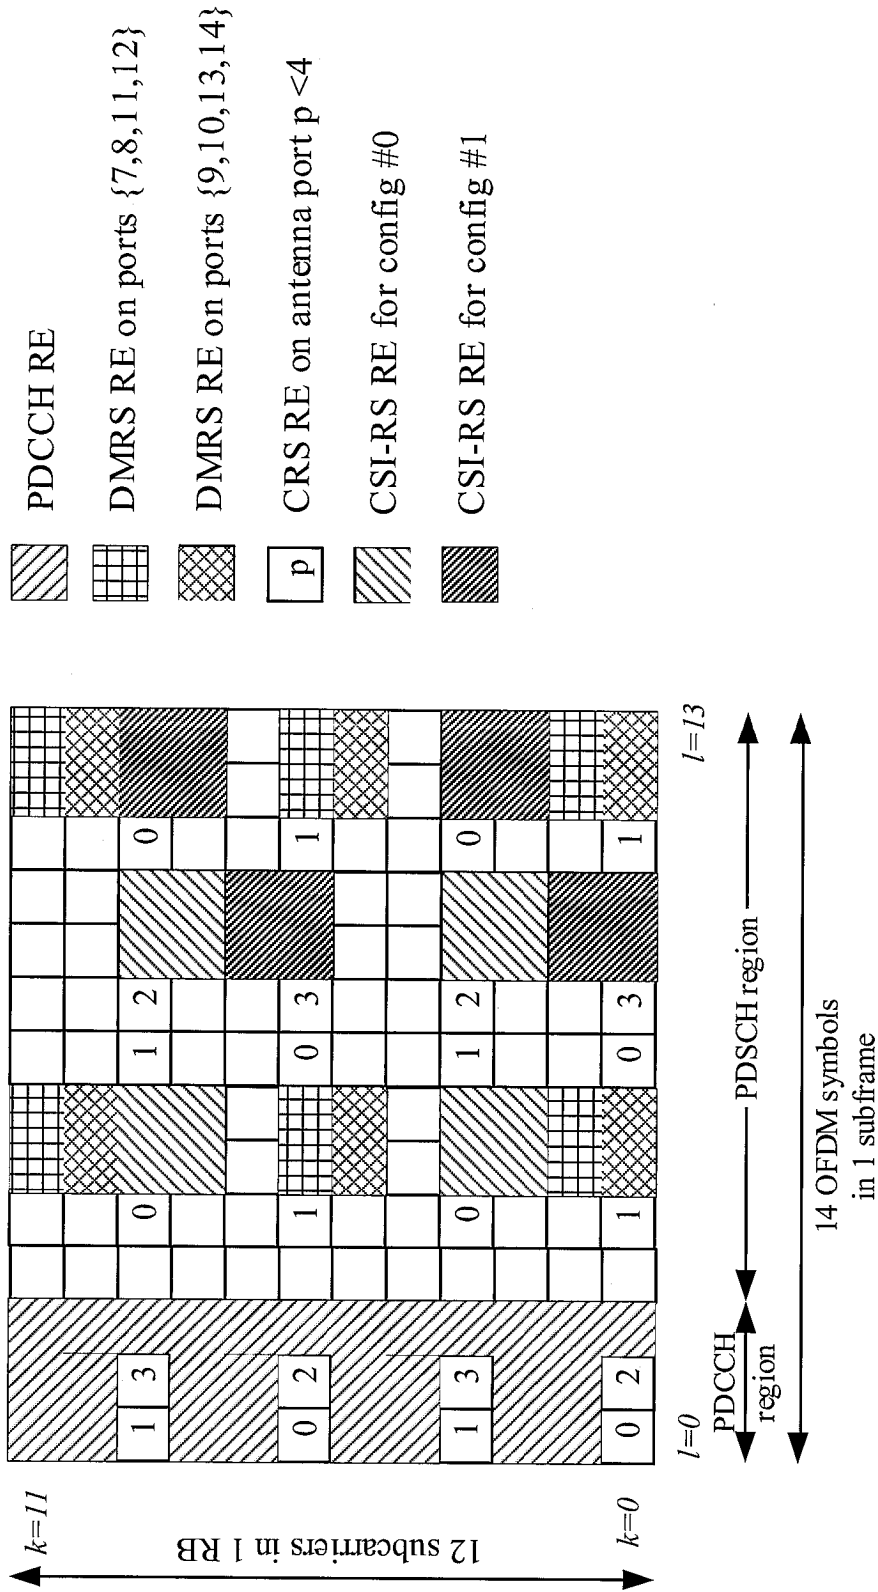 k=11
12 subcarriers in 1 RB
k=0
1 3 0 1 2 0
0 2 1 0 3 1
1 3 0 1 2 0
0 2 1 0 3 1
l=0
l=13
PDCCH
region
PDSCH region
14 OFDM symbols
in 1 subframe
PDCCH RE
DMRS RE on ports {7,8,11,12}
DMRS RE on ports {9,10,13,14}
p
CRS RE on antenna port p <4
CSI-RS RE for config #0
CSI-RS RE for config #1